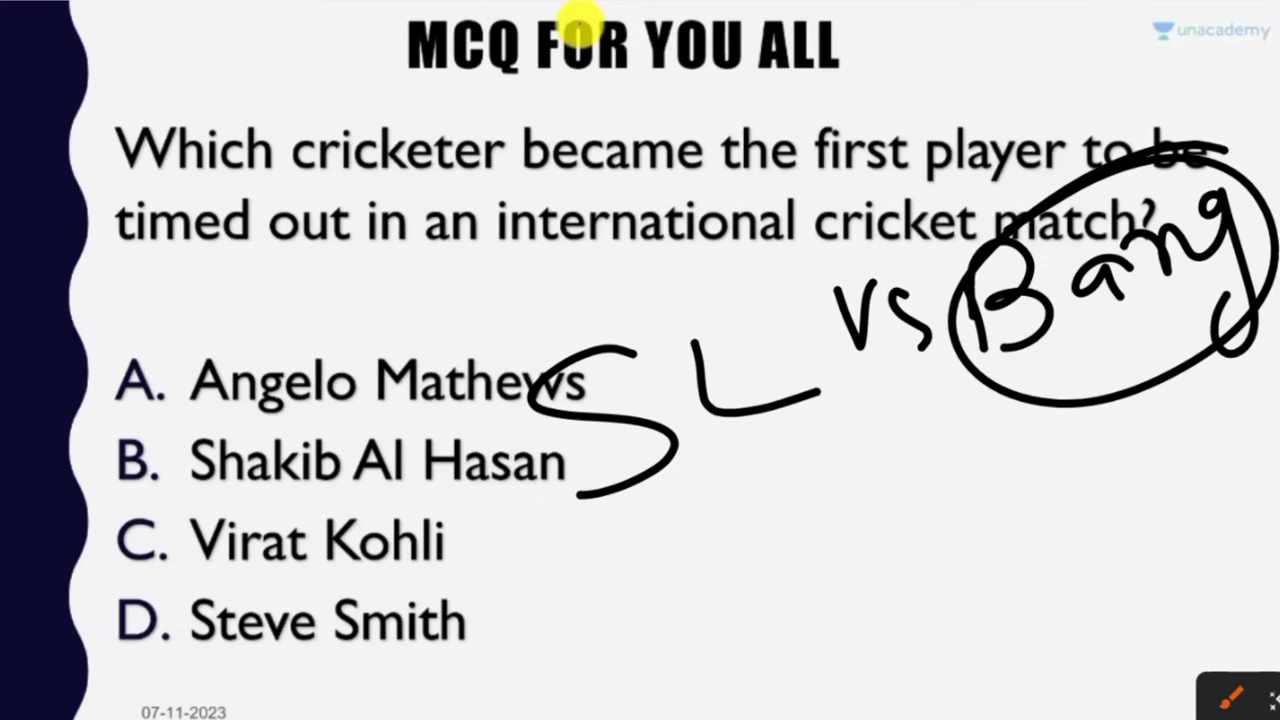 MCQ FOR YOU ALL
unacademy
Which cricketer became the first player to be
timed out in an international cricket match?
SL vs Bang
A. Angelo Mathews
B. Shakib Al Hasan
C. Virat Kohli
D. Steve Smith
07-11-2023